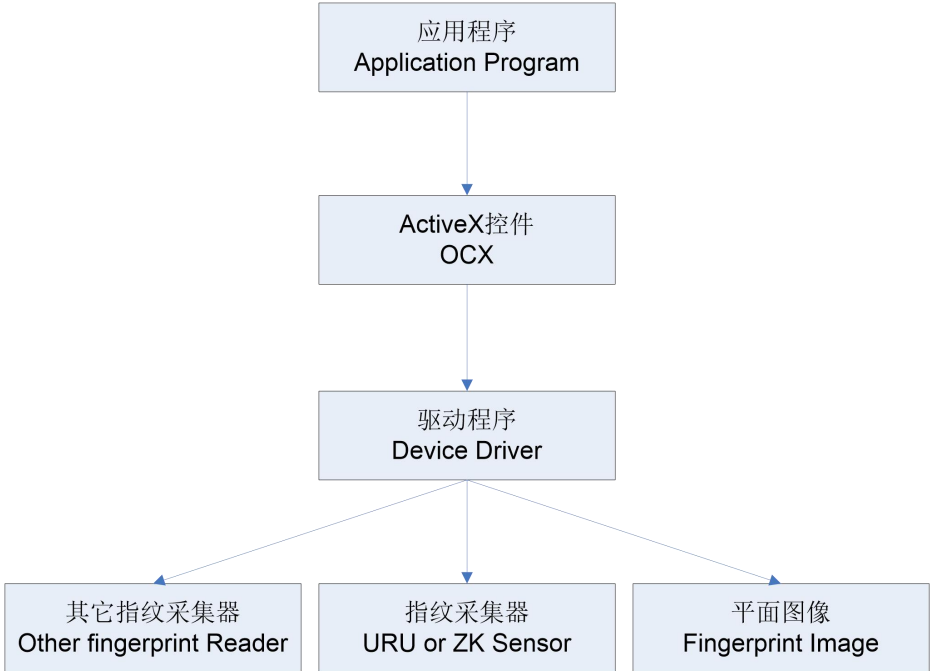 应用程序
Application Program
ActiveX控件
OCX
驱动程序
Device Driver
其它指纹采集器
Other fingerprint Reader
指纹采集器
URU or ZK Sensor
平面图像
Fingerprint Image